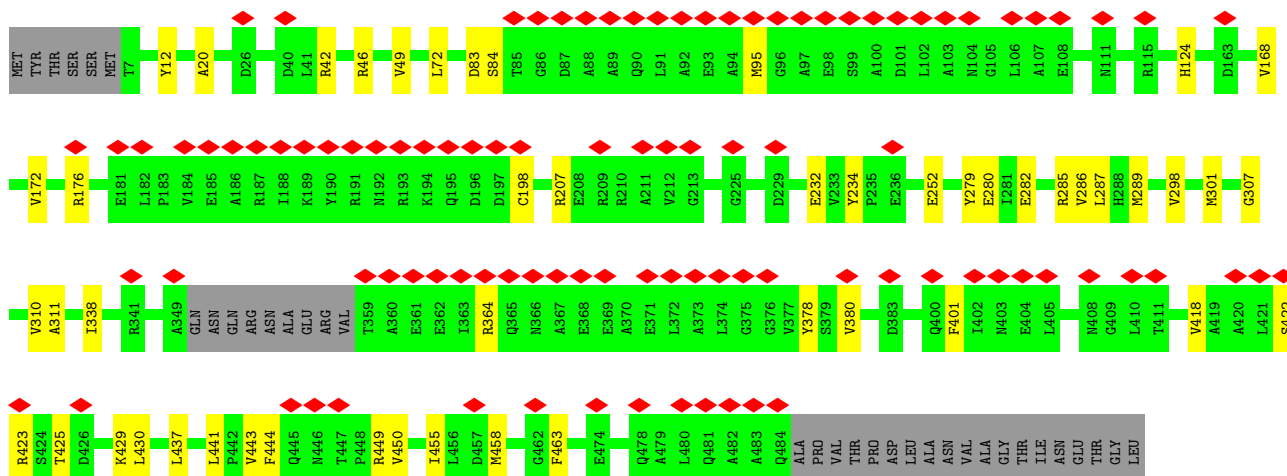 MET TYR THR SER SER MET T7 Y12 A20 D26 D40 L41 R42 R46 V49 L72 D83 S84 T85 G86 D87 A88 A89 Q90 L91 A92 E93 A94 M95 G96 A97 E98 S99 A100 D101 L102 A103 N104 G105 L106 A107 E108 N111 R115 H124 D163 V168
V172 R176 E181 L182 P183 V184 E185 A186 R187 I188 K189 Y190 R191 N192 R193 K194 Q195 D196 D197 C198 R207 E208 R209 R210 A211 V212 G213 G225 D229 E232 V233 Y234 P235 E236 E252 Y279 E280 I281 E282 R285 V286 L287 H288 M289 V298 M301 G307
V310 A311 I338 R341 A349 GLN ASN GLN ARG ASN ALA GLU ARG VAL T359 A360 E361 E362 I363 R364 Q365 N366 A367 E368 E369 A370 E371 L372 A373 L374 G375 G376 V377 Y378 S379 V380 D383 Q400 F401 I402 N403 E404 L405 N408 G409 L410 T411 V418 A419 A420 L421 S422
R423 S424 T425 D426 K429 L430 L437 L441 P442 V443 F444 Q445 N446 T447 P448 R449 V450 I455 L456 D457 M458 G462 F463 E474 Q478 A479 L480 Q481 A482 A483 Q484 ALA PRO VAL THR PRO ASP LEU ALA ASN VAL ALA GLY THR ILE ASN GLU THR GLY LEU